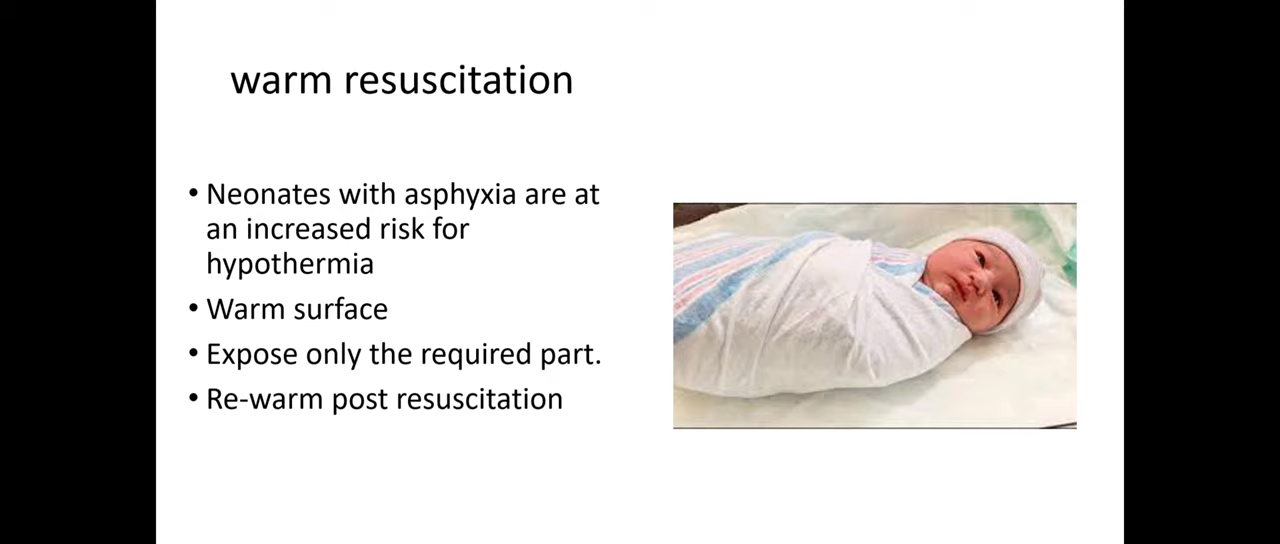 warm resuscitation
• Neonates with asphyxia are at
an increased risk for
hypothermia
• Warm surface
• Expose only the required part.
• Re-warm post resuscitation